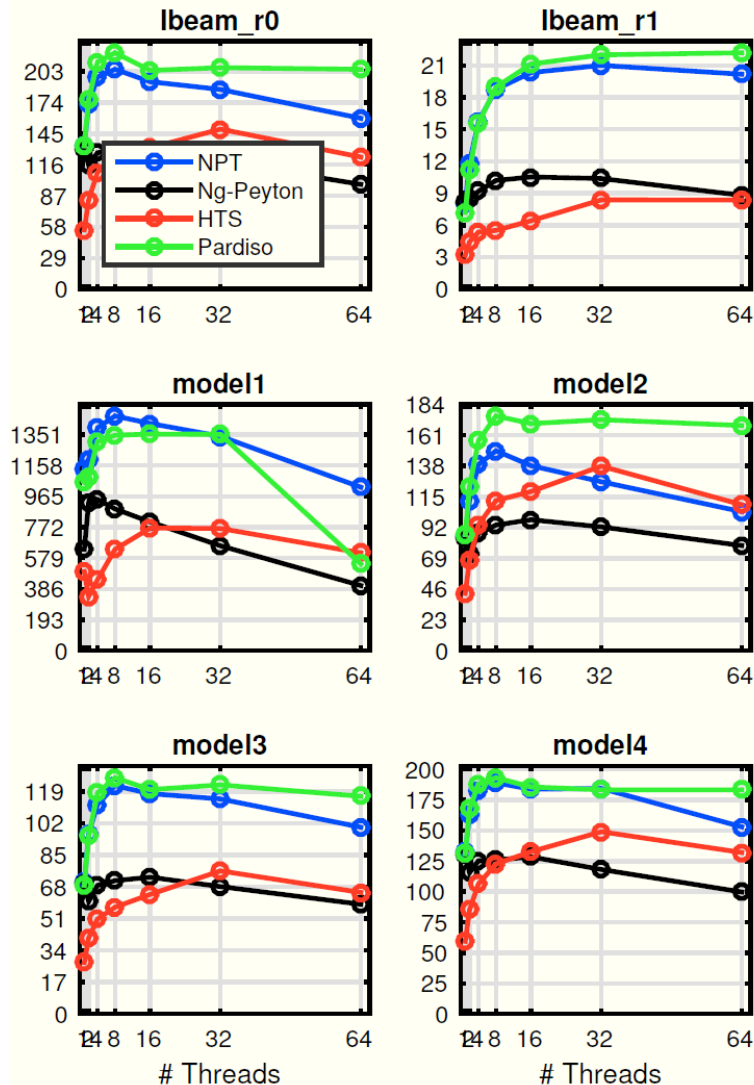 Ibeam_r0
203
174
145
116
87
58
29
0
NPT
Ng-Peyton
HTS
Pardiso
1 2 4 8 16 32 64
Ibeam_r1
21
18
15
12
9
6
3
0
1 2 4 8 16 32 64
model1
1351
1158
965
772
579
386
193
0
1 2 4 8 16 32 64
model2
184
161
138
115
92
69
46
23
0
1 2 4 8 16 32 64
model3
119
102
85
68
51
34
17
0
1 2 4 8 16 32 64
# Threads
model4
200
175
150
125
100
75
50
25
0
1 2 4 8 16 32 64
# Threads